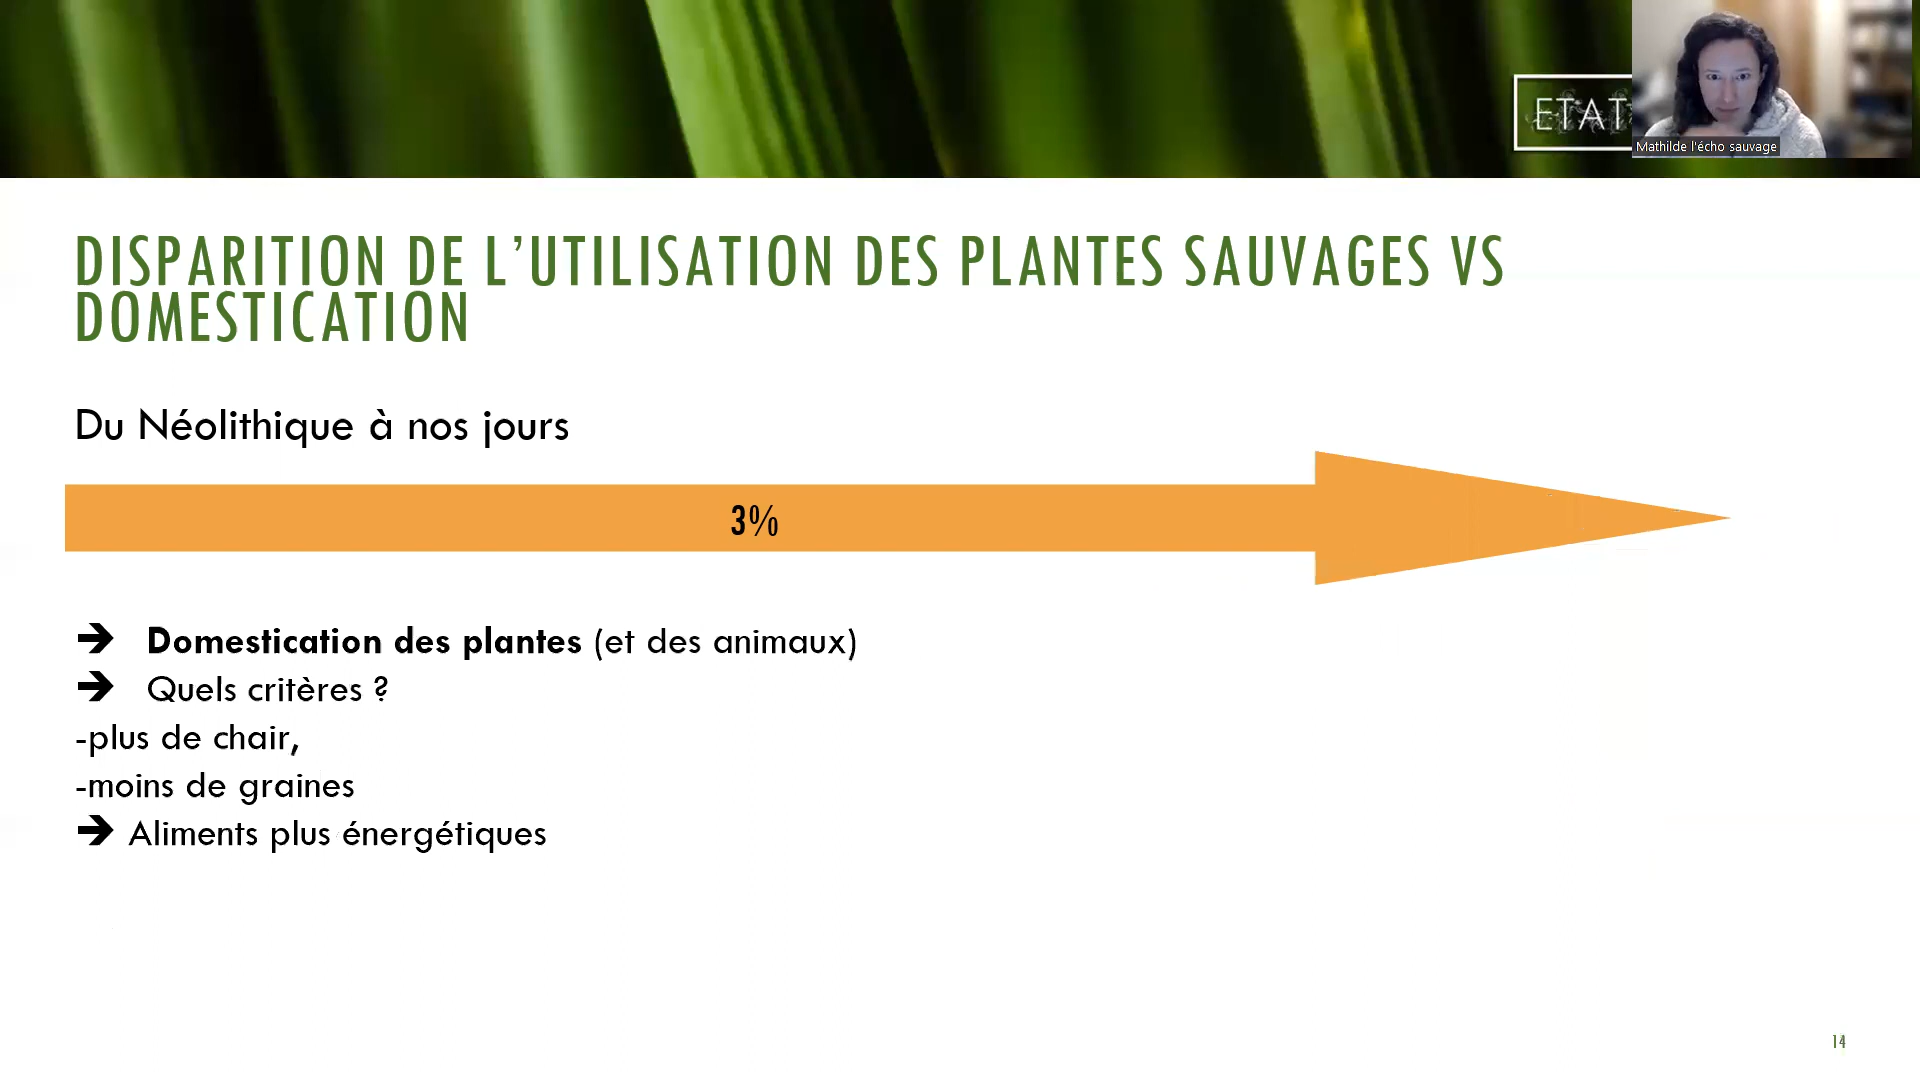 ETAT
Mathilde l'écho sauvage
DISPARITION DE L’UTILISATION DES PLANTES SAUVAGES VS
DOMESTICATION
Du Néolithique à nos jours
3%
➔ Domestication des plantes (et des animaux)
➔ Quels critères ?
-plus de chair,
-moins de graines
➔ Aliments plus énergétiques
14